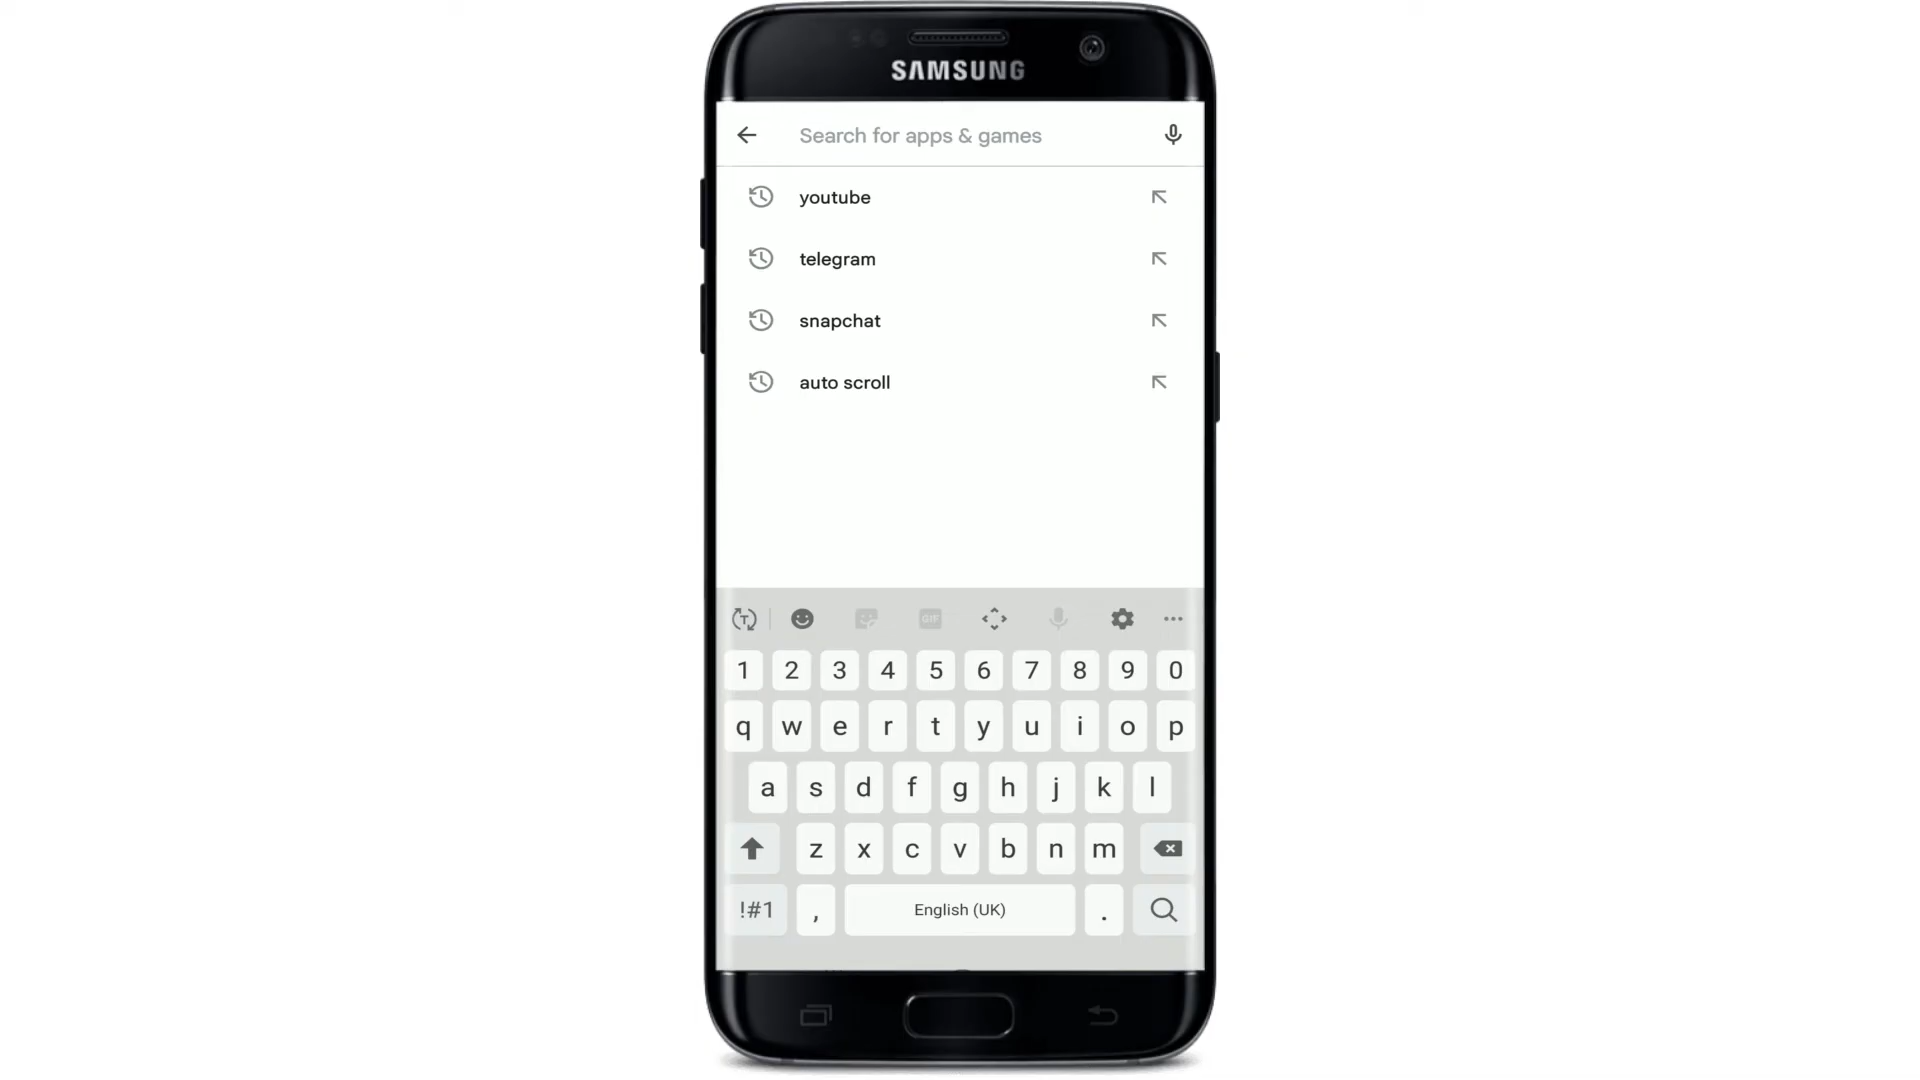 SAMSUNG
Search for apps & games
youtube
telegram
snapchat
auto scroll
T GIF
1 2 3 4 5 6 7 8 9 0
q w e r t y u i o p
a s d f g h j k l
z x c v b n m
!#1 , English (UK) .